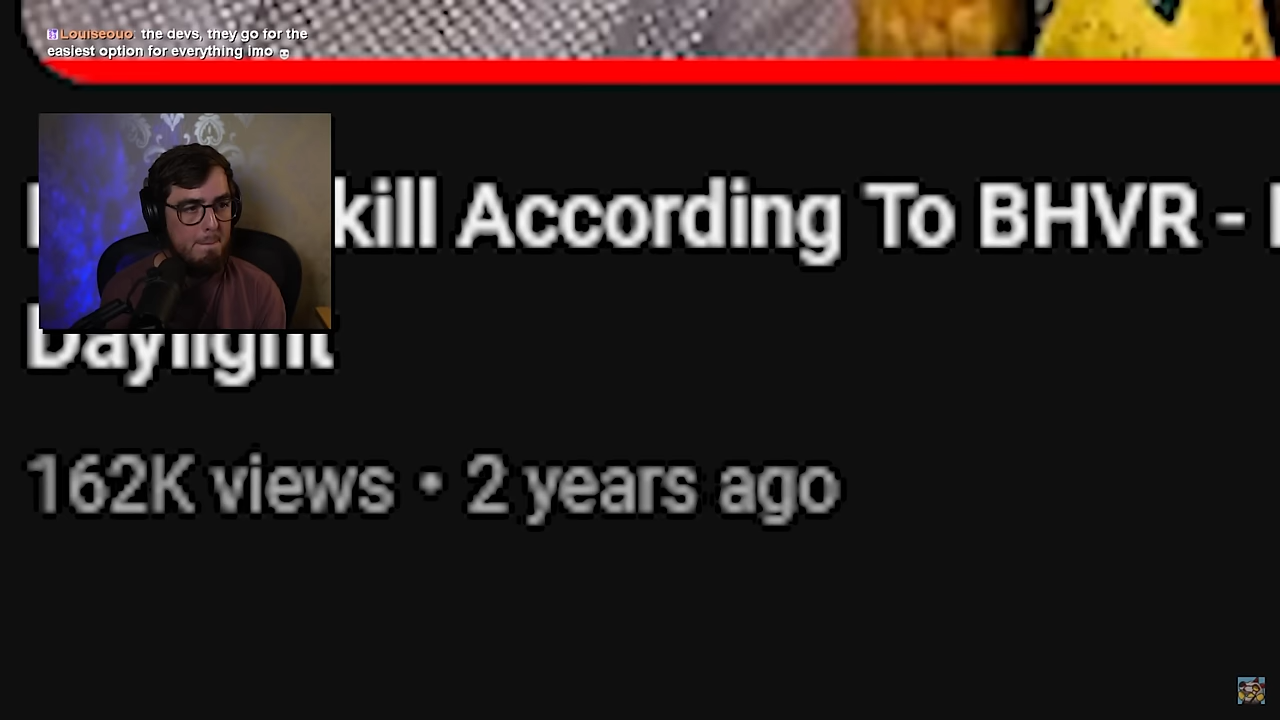 Louiseouo: the devs, they go for the
easiest option for everything imo
kill According To BHVR -
Daylight
162K views • 2 years ago